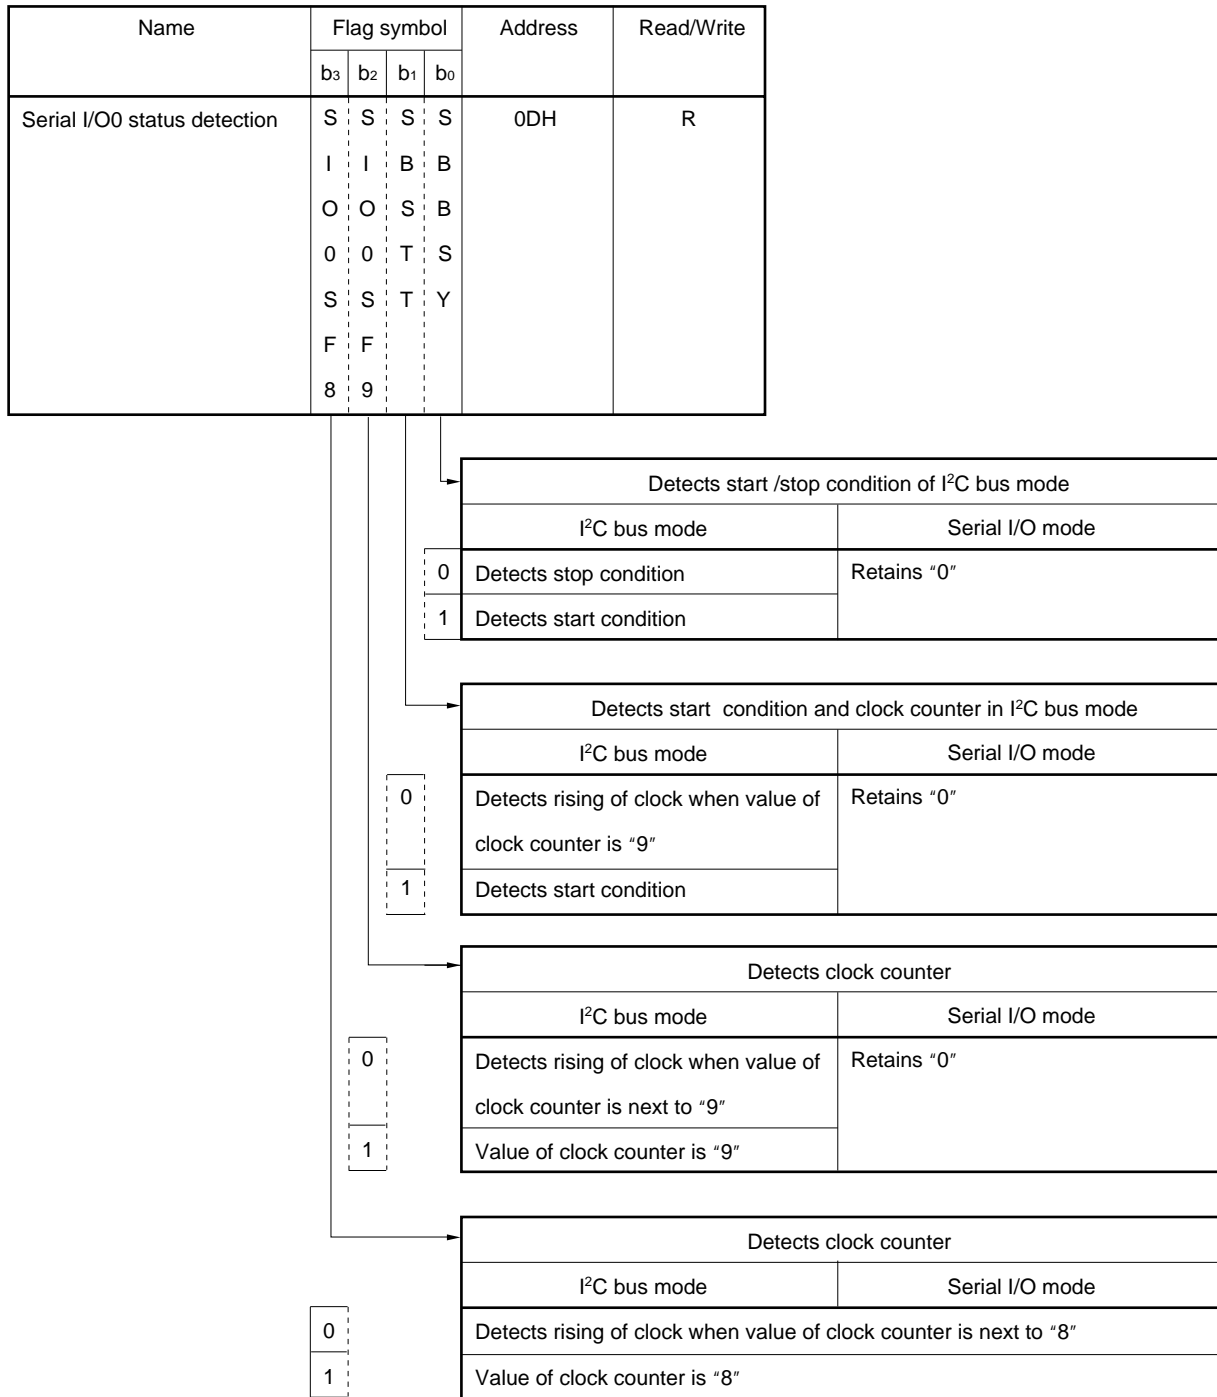 Name Flag symbol Address Read/Write
b3 b2 b1 b0
Serial I/O0 status detection S S S S 0DH R
I I B B
O O S B
0 0 T S
S S T Y
F F
8 9
Detects start /stop condition of I2C bus mode
I2C bus mode Serial I/O mode
0 Detects stop condition Retains “0”
1 Detects start condition
Detects start condition and clock counter in I2C bus mode
I2C bus mode Serial I/O mode
0 Detects rising of clock when value of Retains “0”
clock counter is “9”
1 Detects start condition
Detects clock counter
I2C bus mode Serial I/O mode
0 Detects rising of clock when value of Retains “0”
clock counter is next to “9”
1 Value of clock counter is “9”
Detects clock counter
I2C bus mode Serial I/O mode
0 Detects rising of clock when value of clock counter is next to “8”
1 Value of clock counter is “8”